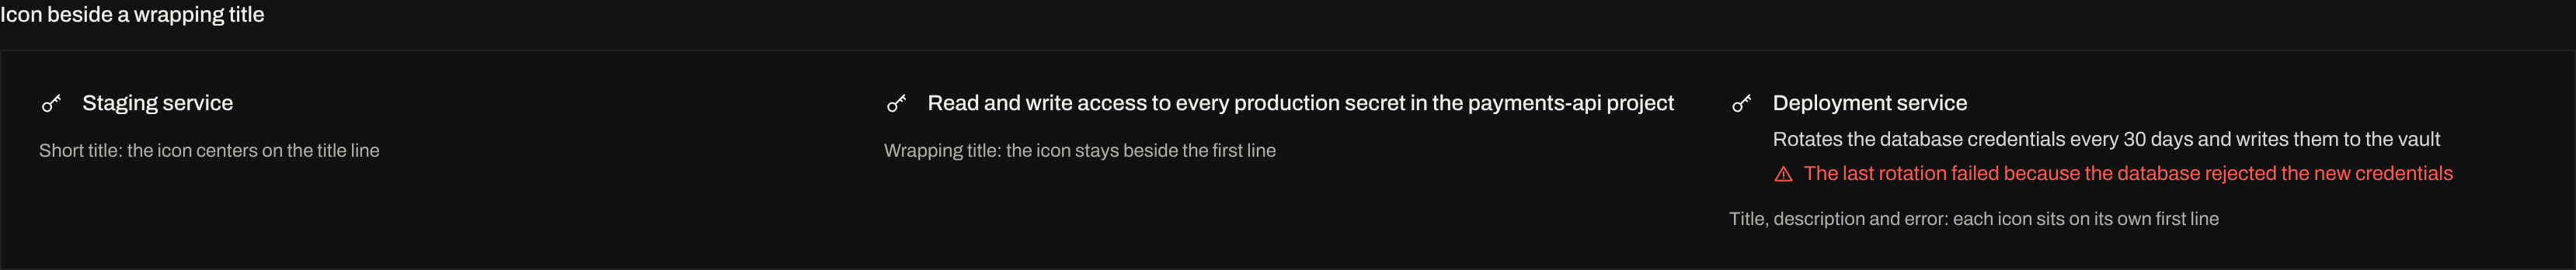 Icon beside a wrapping title
Staging service
Short title: the icon centers on the title line
Read and write access to every production secret in the payments-api project
Wrapping title: the icon stays beside the first line
Deployment service
Rotates the database credentials every 30 days and writes them to the vault
The last rotation failed because the database rejected the new credentials
Title, description and error: each icon sits on its own first line